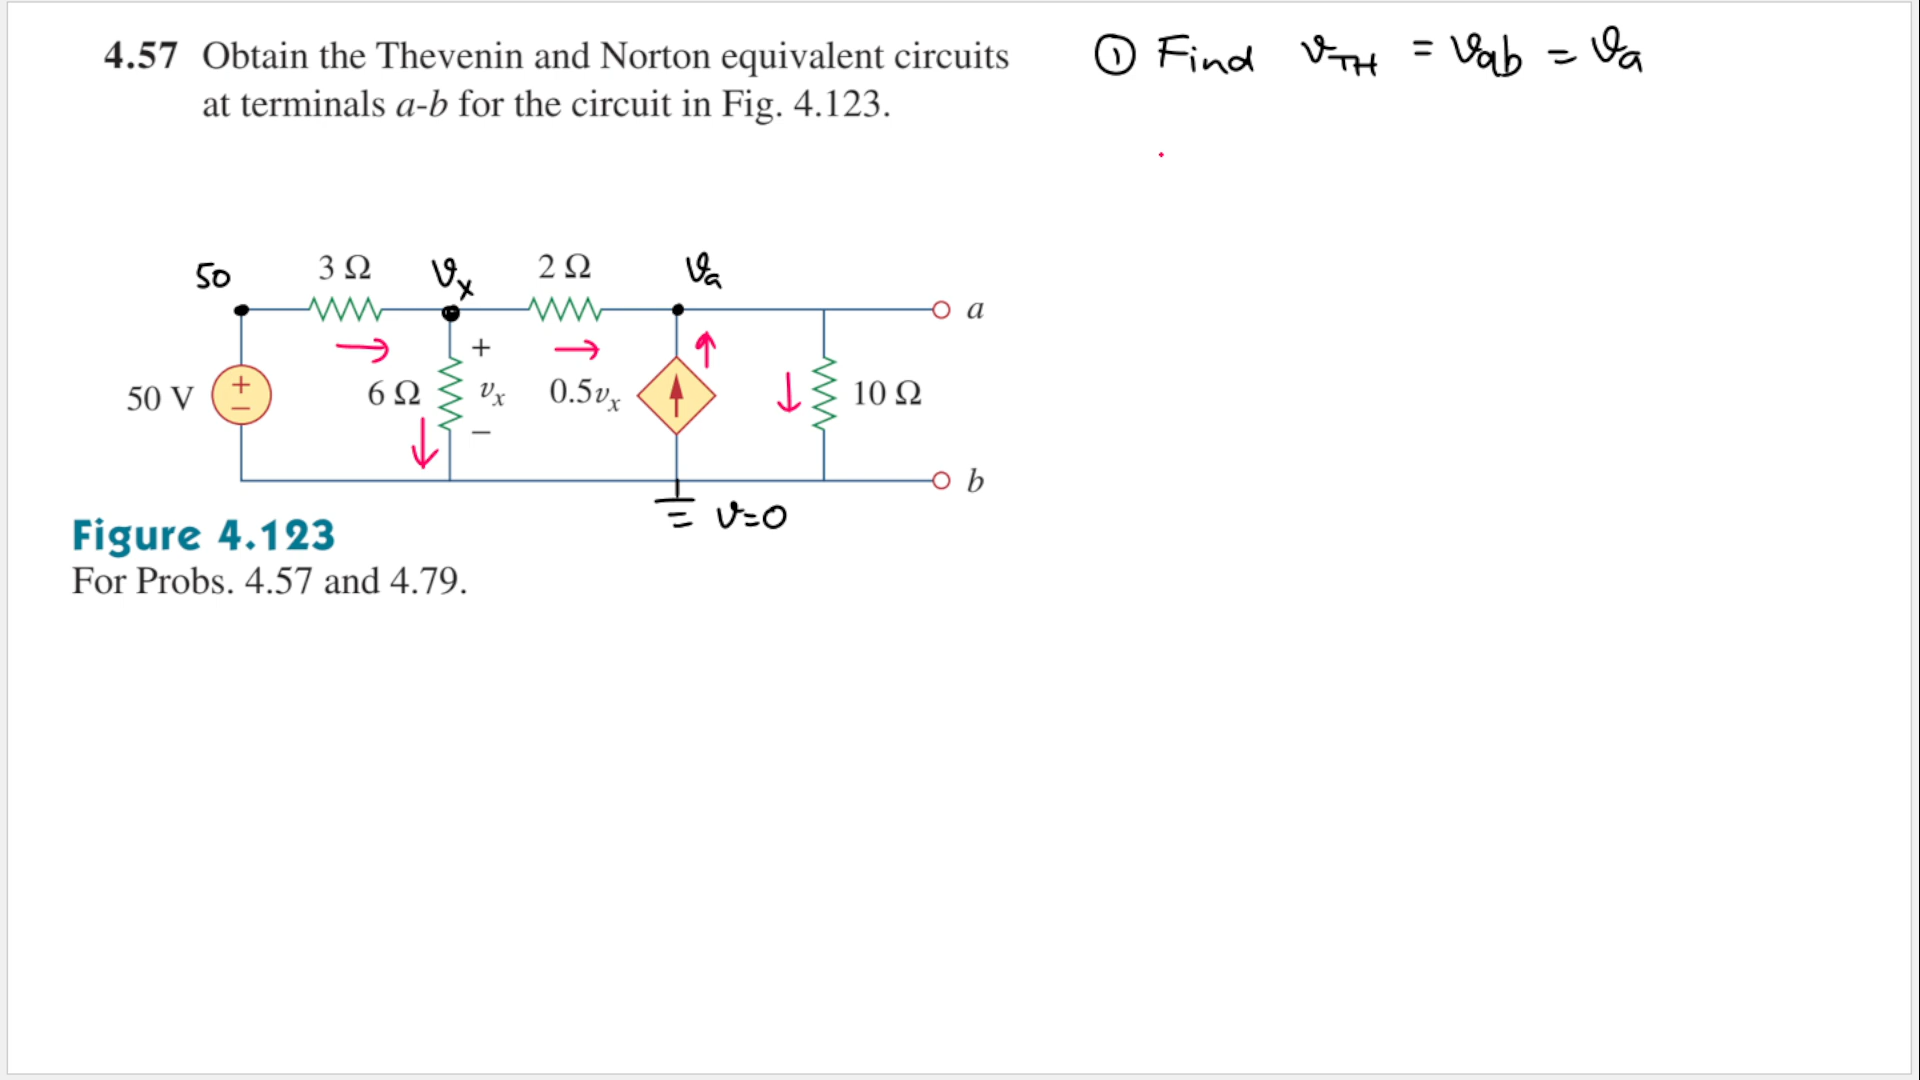 4.57 Obtain the Thevenin and Norton equivalent circuits
at terminals a-b for the circuit in Fig. 4.123.
① Find v_TH = v_ab = v_a
50
3 Ω
v_x
2 Ω
v_a
a
+
50 V
+
−
6 Ω
v_x
0.5v_x
10 Ω
−
b
v=0
Figure 4.123
For Probs. 4.57 and 4.79.